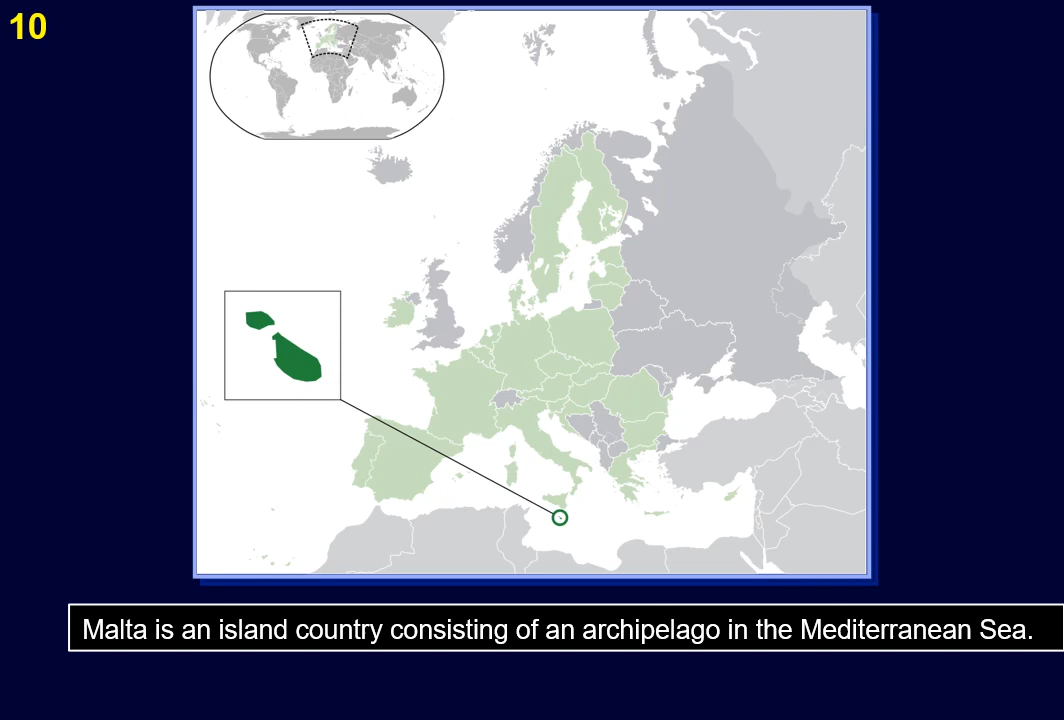 10
Malta is an island country consisting of an archipelago in the Mediterranean Sea.